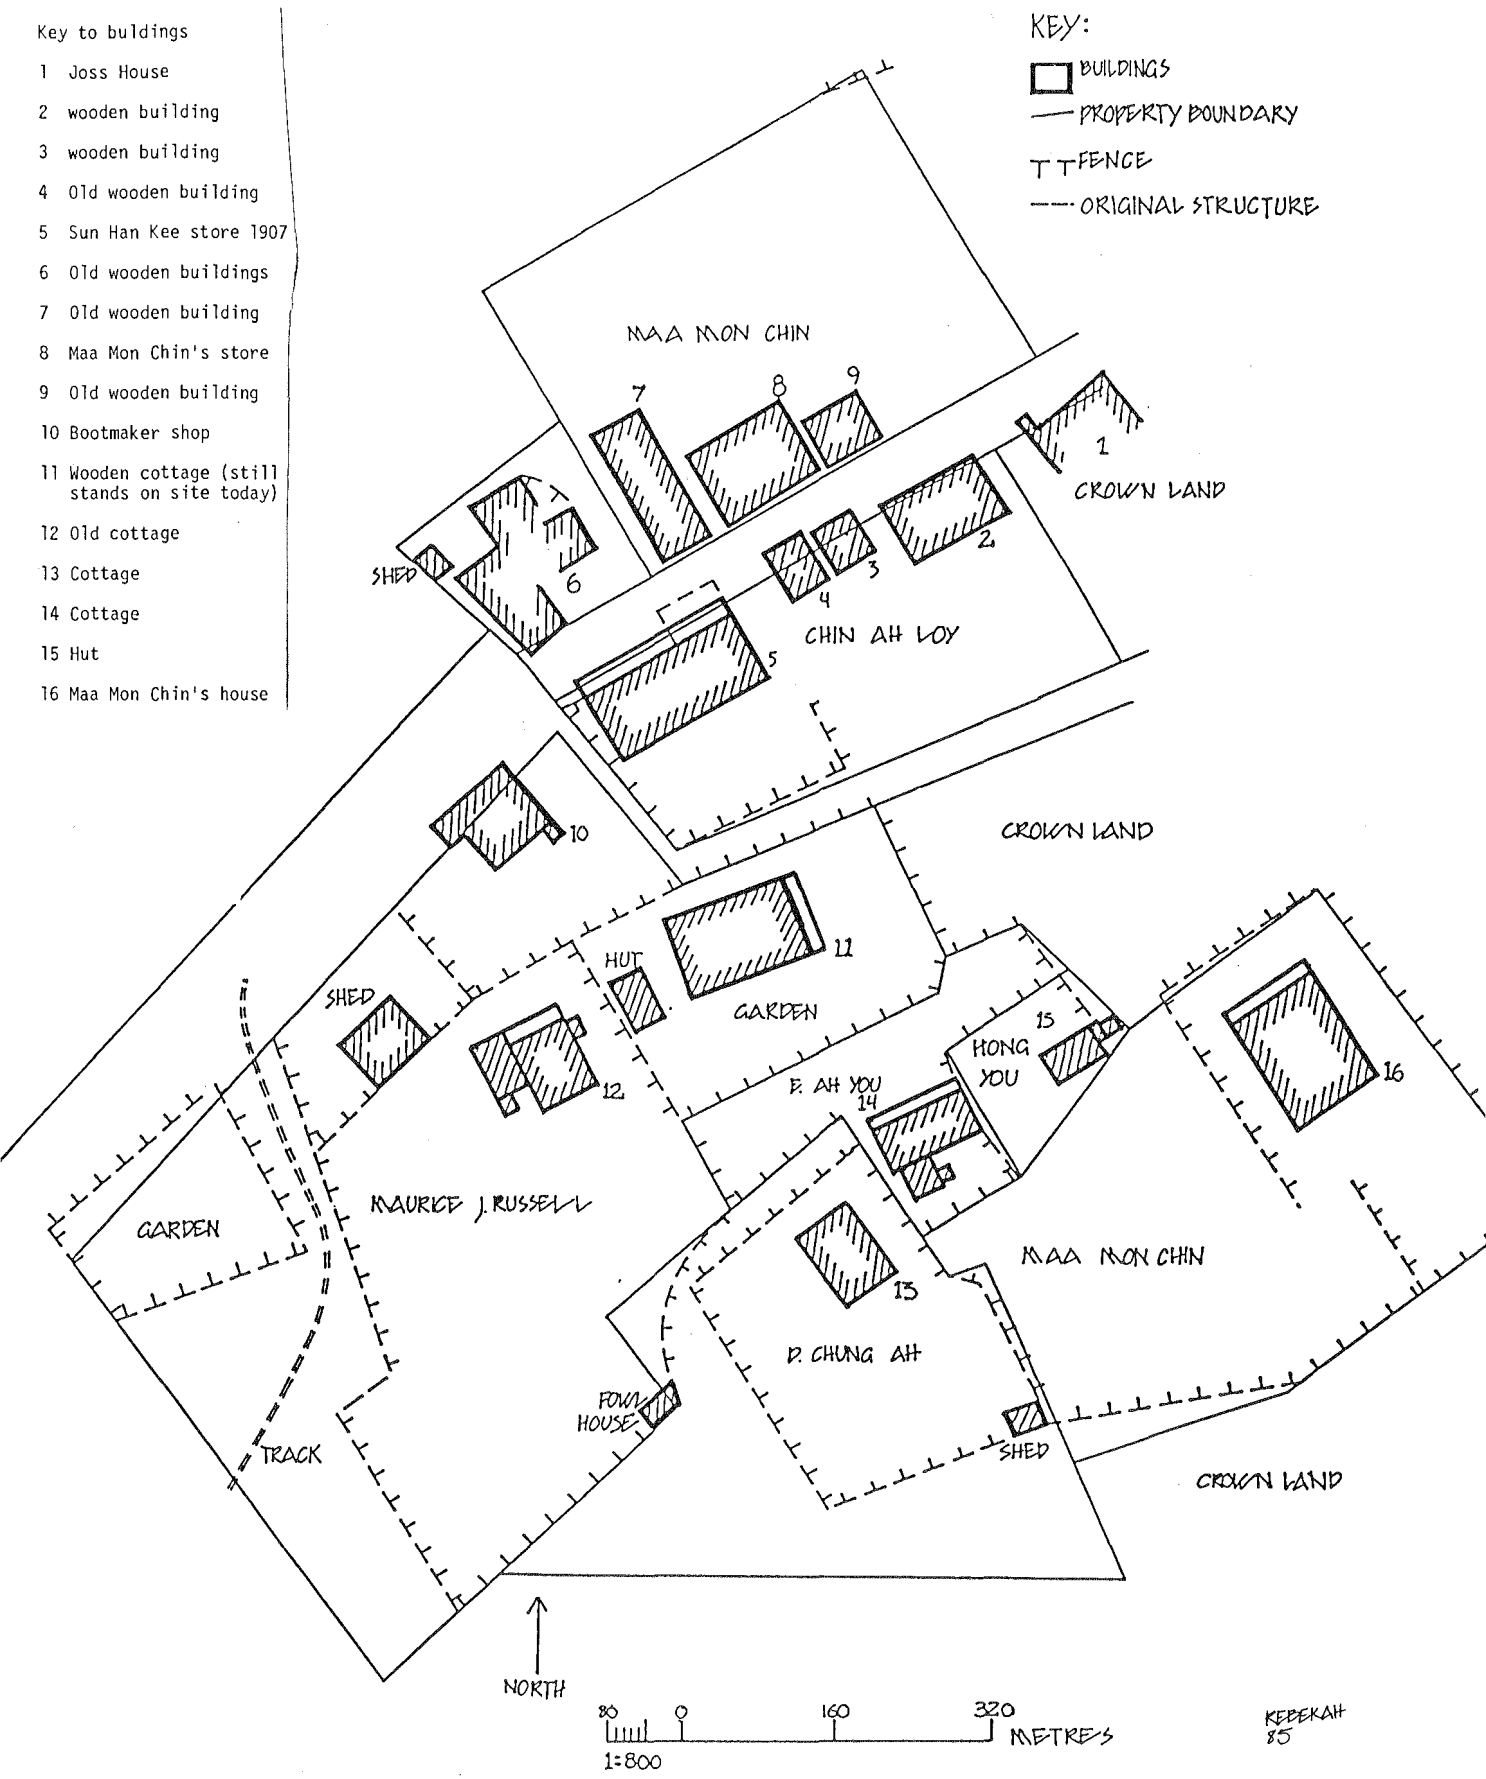 Key to buldings
1 Joss House
2 wooden building
3 wooden building
4 Old wooden building
5 Sun Han Kee store 1907
6 Old wooden buildings
7 Old wooden building
8 Maa Mon Chin's store
9 Old wooden building
10 Bootmaker shop
11 Wooden cottage (still
stands on site today)
12 Old cottage
13 Cottage
14 Cottage
15 Hut
16 Maa Mon Chin's house
KEY:
BUILDINGS
PROPERTY BOUNDARY
FENCE
ORIGINAL STRUCTURE
MAA MON CHIN
7
8
9
1
CROWN LAND
2
SHED
6
3
4
CHIN AH LOY
5
10
CROWN LAND
HUT
11
SHED
GARDEN
15
HONG
YOU
E. AH YOU
14
12
16
MAURICE J. RUSSELL
GARDEN
MAA MON CHIN
13
D. CHUNG AH
FOWL
HOUSE
TRACK
SHED
CROWN LAND
NORTH
80 0 160 320
METRES
1:800
REBEKAH
85